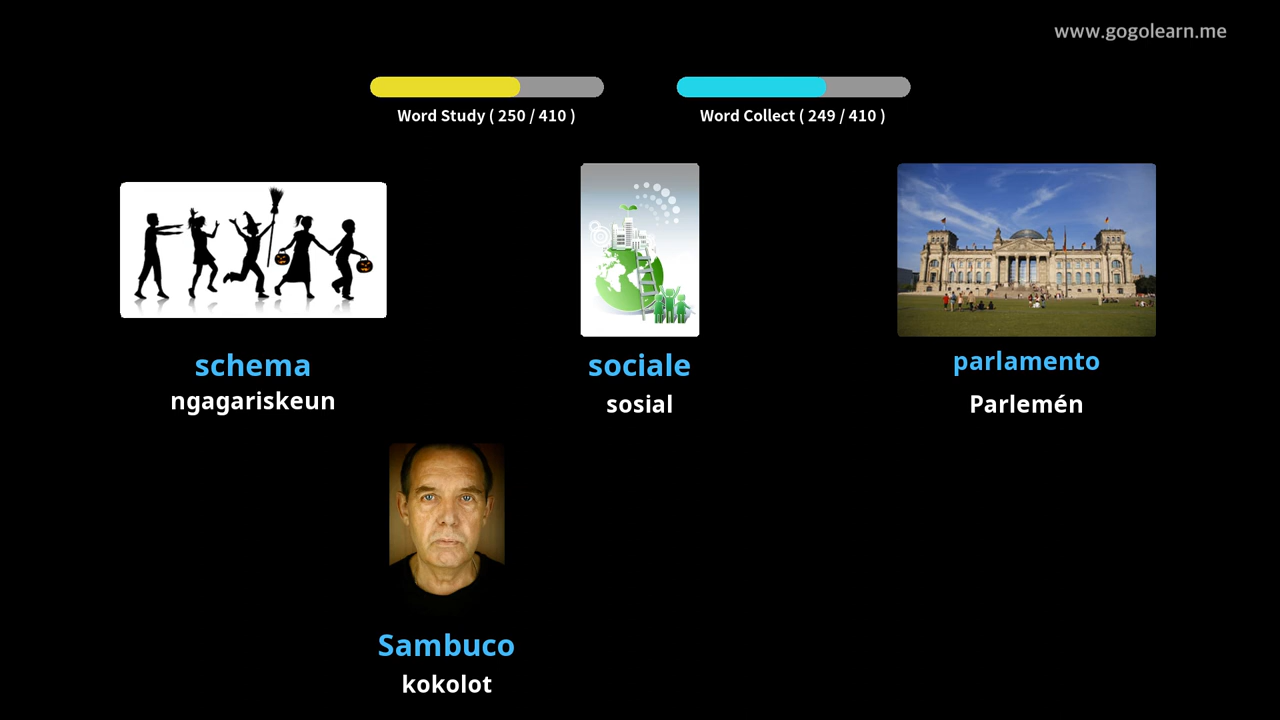 www.gogolearn.me
Word Study ( 250 / 410 )
Word Collect ( 249 / 410 )
schema
ngagariskeun
sociale
sosial
parlamento
Parlemén
Sambuco
kokolot